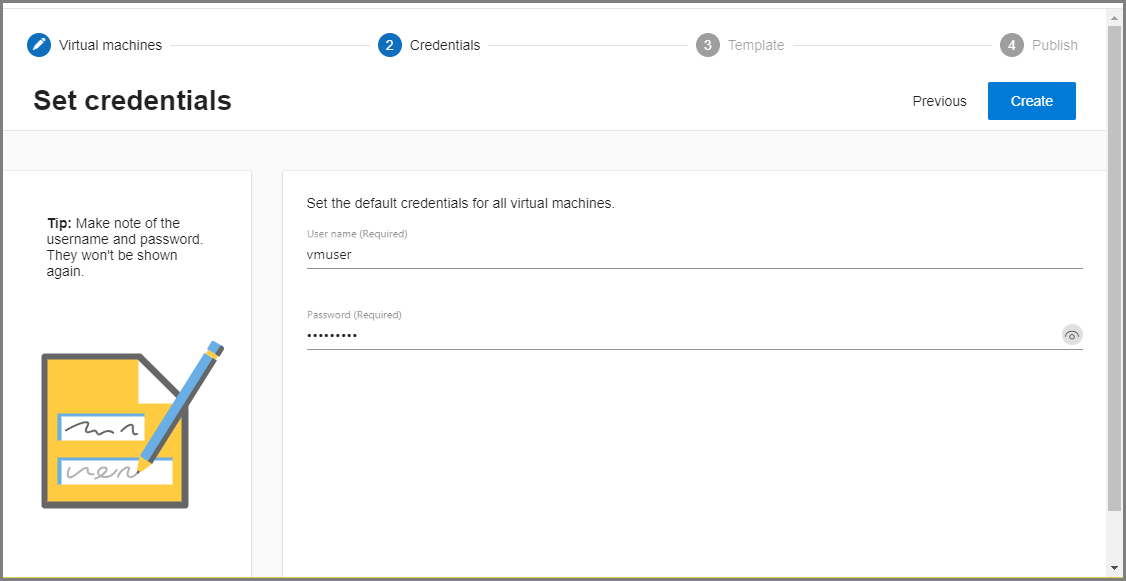 Virtual machines
2 Credentials
3 Template
4 Publish
Set credentials
Previous
Create
Tip: Make note of the
username and password.
They won't be shown
again.
Set the default credentials for all virtual machines.
User name (Required)
vmuser
Password (Required)
•••••••••